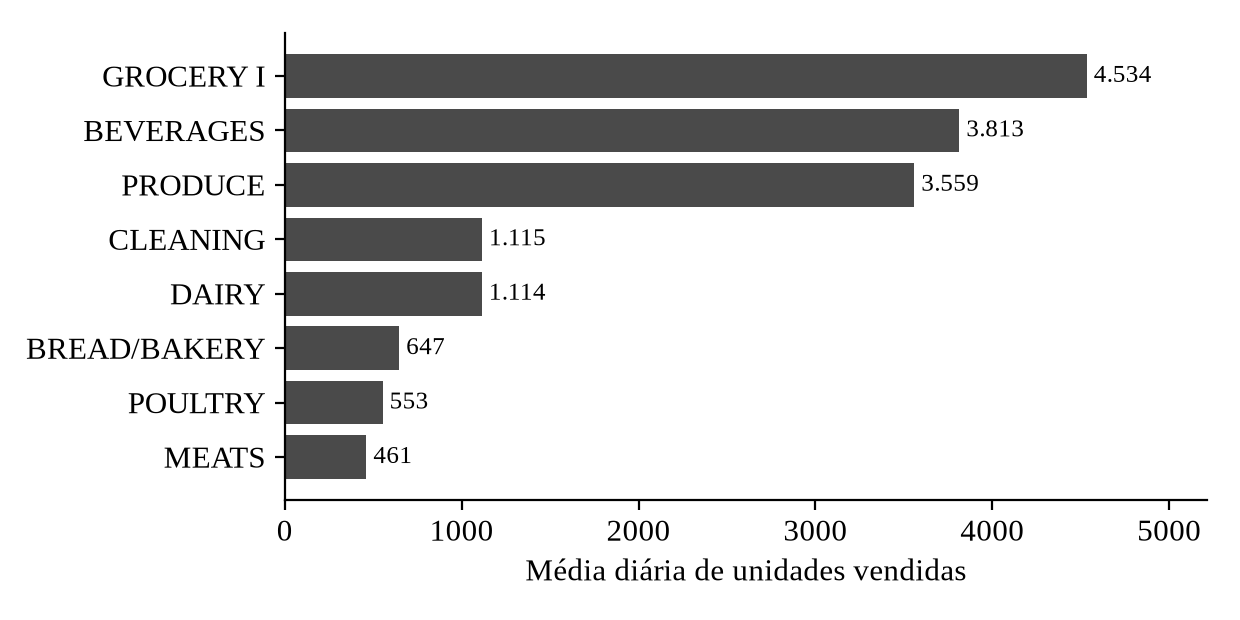 GROCERY I 4.534
BEVERAGES 3.813
PRODUCE 3.559
CLEANING 1.115
DAIRY 1.114
BREAD/BAKERY 647
POULTRY 553
MEATS 461
0 1000 2000 3000 4000 5000
Média diária de unidades vendidas